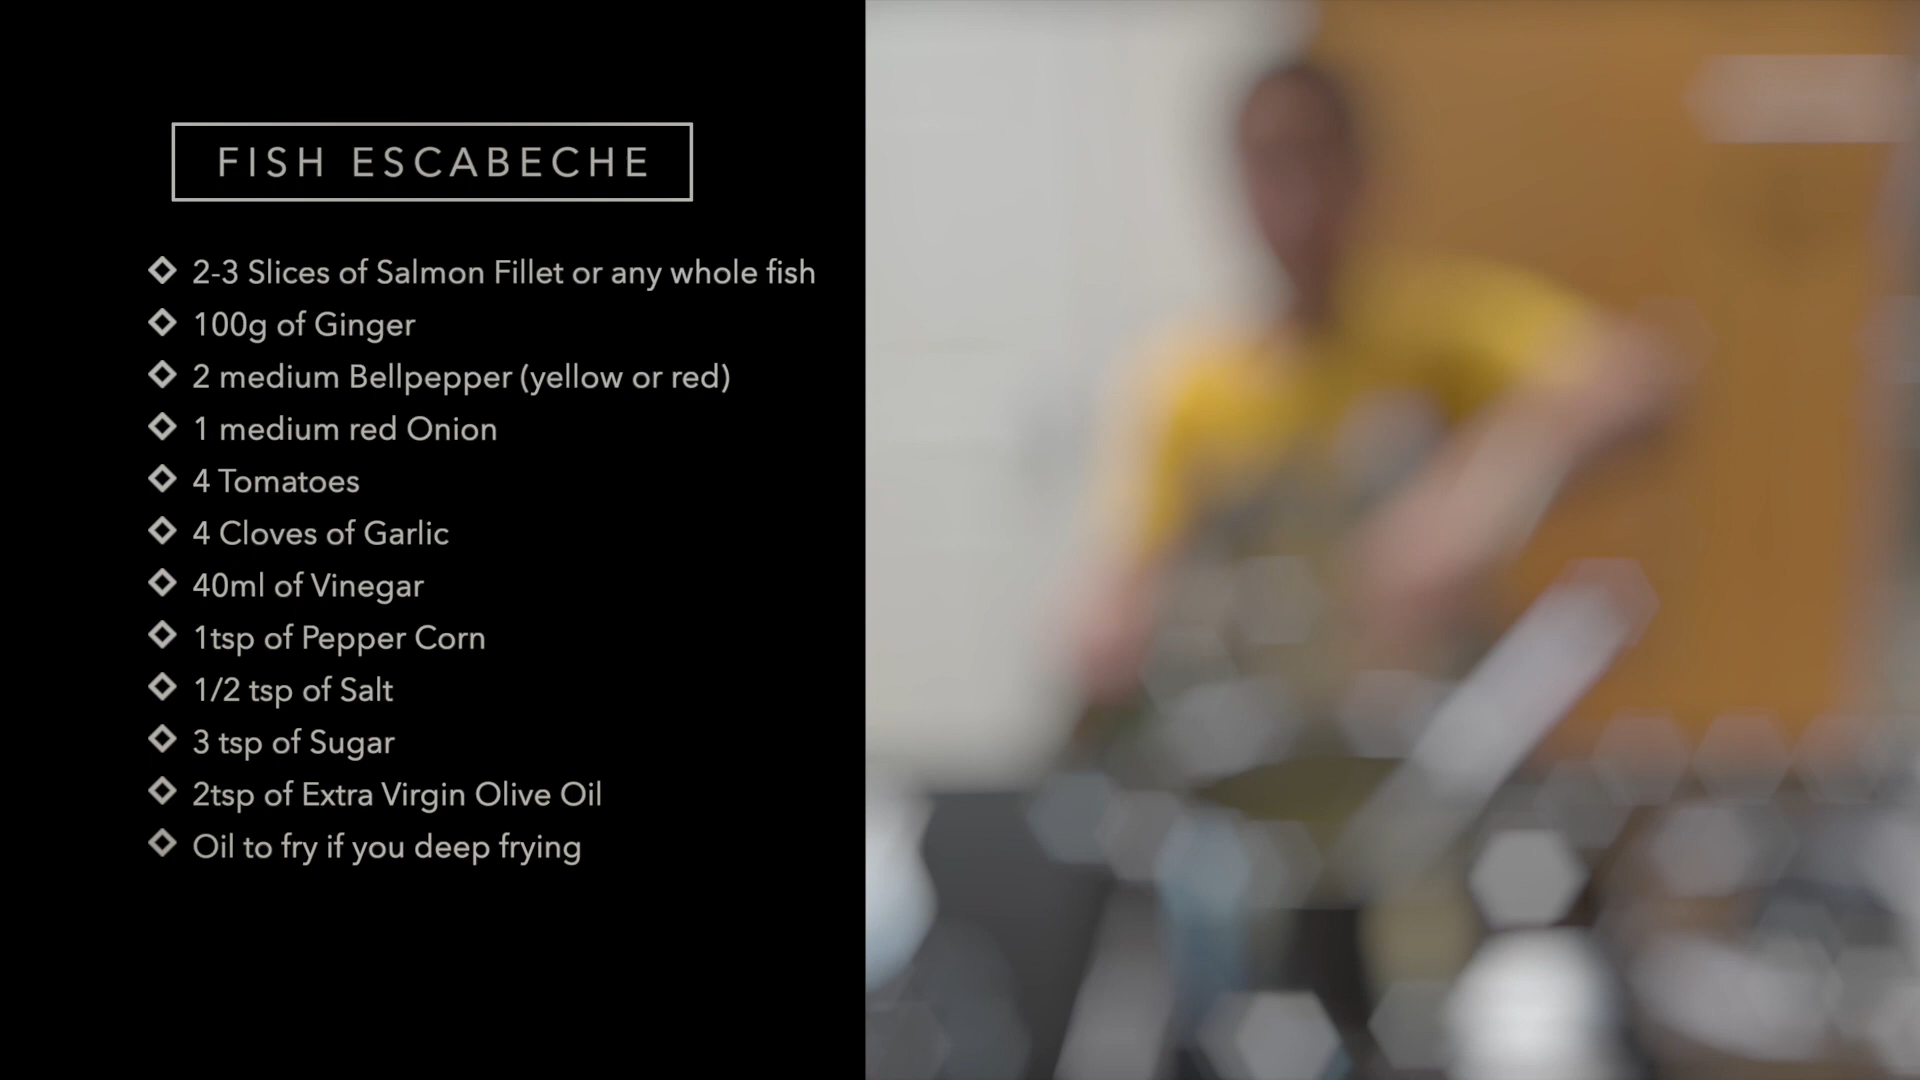 FISH ESCABECHE
2-3 Slices of Salmon Fillet or any whole fish
100g of Ginger
2 medium Bellpepper (yellow or red)
1 medium red Onion
4 Tomatoes
4 Cloves of Garlic
40ml of Vinegar
1tsp of Pepper Corn
1/2 tsp of Salt
3 tsp of Sugar
2tsp of Extra Virgin Olive Oil
Oil to fry if you deep frying